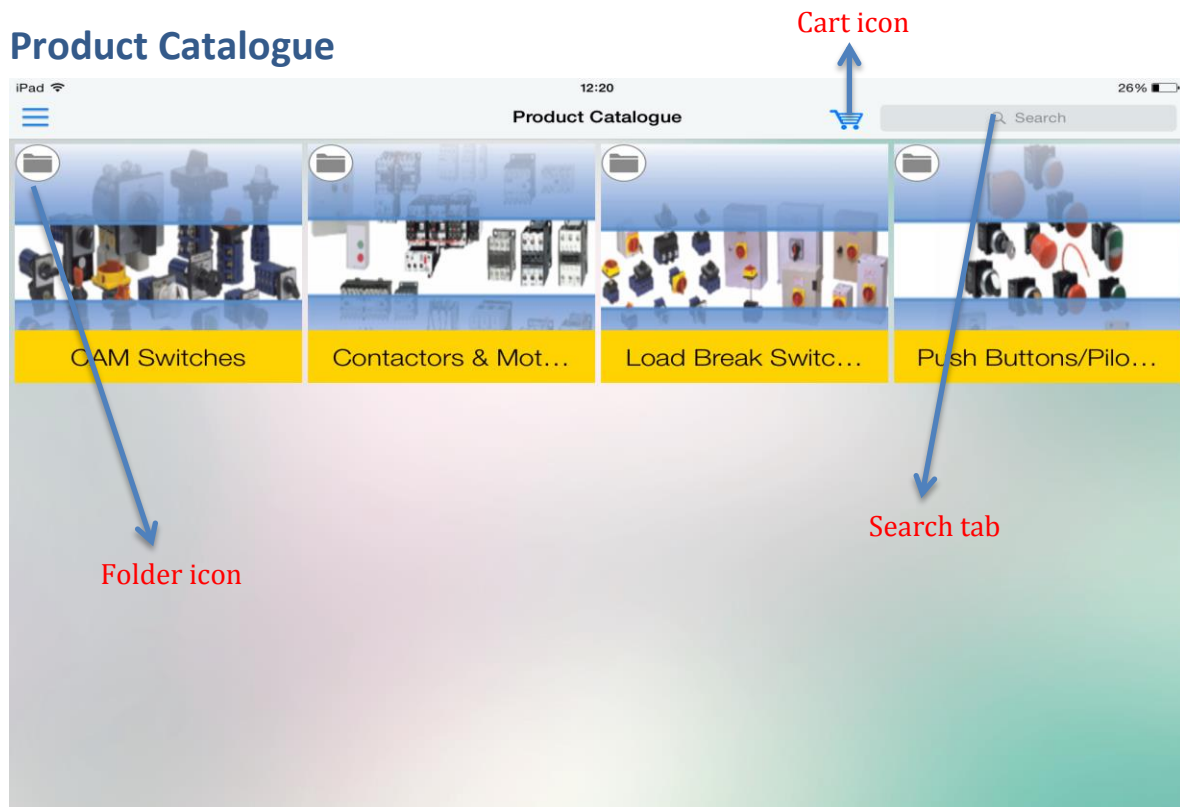 Cart icon
Product Catalogue
iPad 12:20 26%
Product Catalogue Search
CAM Switches Contactors & Mot... Load Break Switc... Push Buttons/Pilo...
Search tab
Folder icon